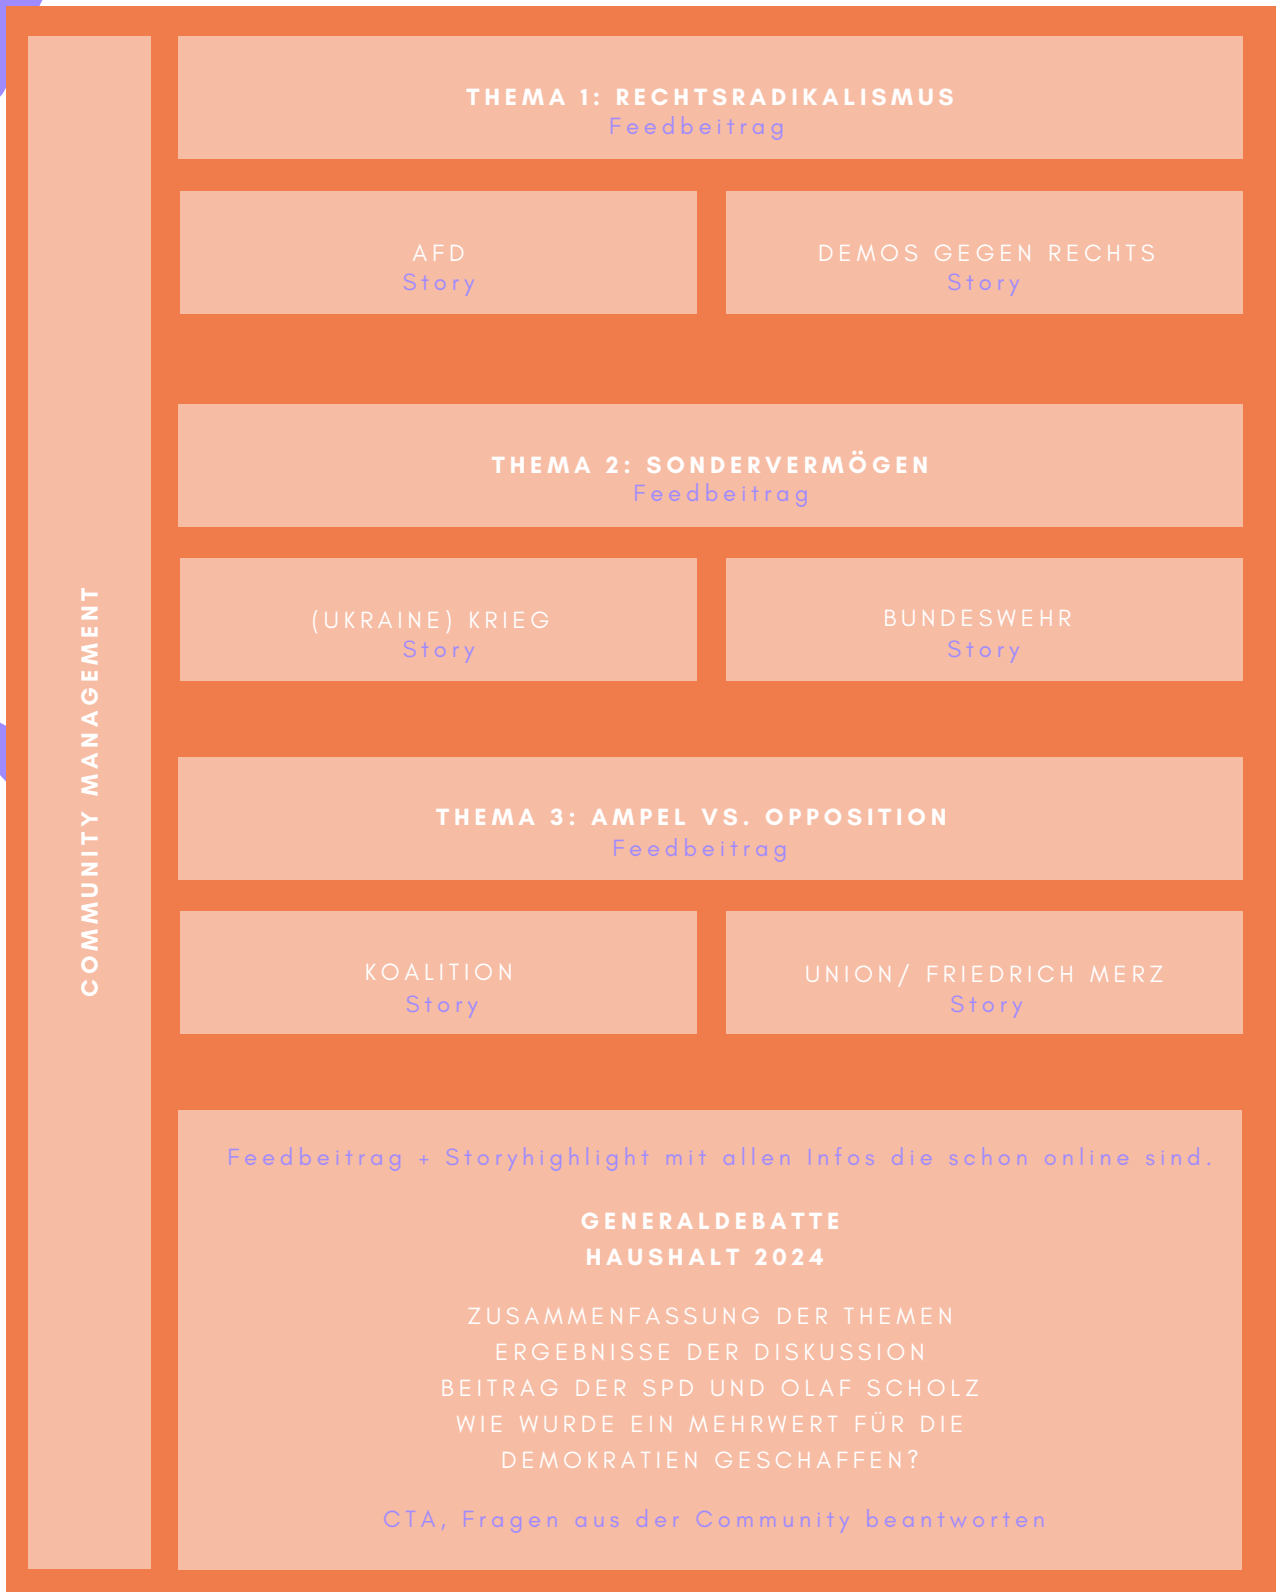 COMMUNITY MANAGEMENT
THEMA 1: RECHTSRADIKALISMUS
Feedbeitrag
AFD
Story
DEMOS GEGEN RECHTS
Story
THEMA 2: SONDERVERMÖGEN
Feedbeitrag
(UKRAINE) KRIEG
Story
BUNDESWEHR
Story
THEMA 3: AMPEL VS. OPPOSITION
Feedbeitrag
KOALITION
Story
UNION/ FRIEDRICH MERZ
Story
Feedbeitrag + Storyhighlight mit allen Infos die schon online sind.
GENERALDEBATTE
HAUSHALT 2024
ZUSAMMENFASSUNG DER THEMEN
ERGEBNISSE DER DISKUSSION
BEITRAG DER SPD UND OLAF SCHOLZ
WIE WURDE EIN MEHRWERT FÜR DIE
DEMOKRATIEN GESCHAFFEN?
CTA, Fragen aus der Community beantworten